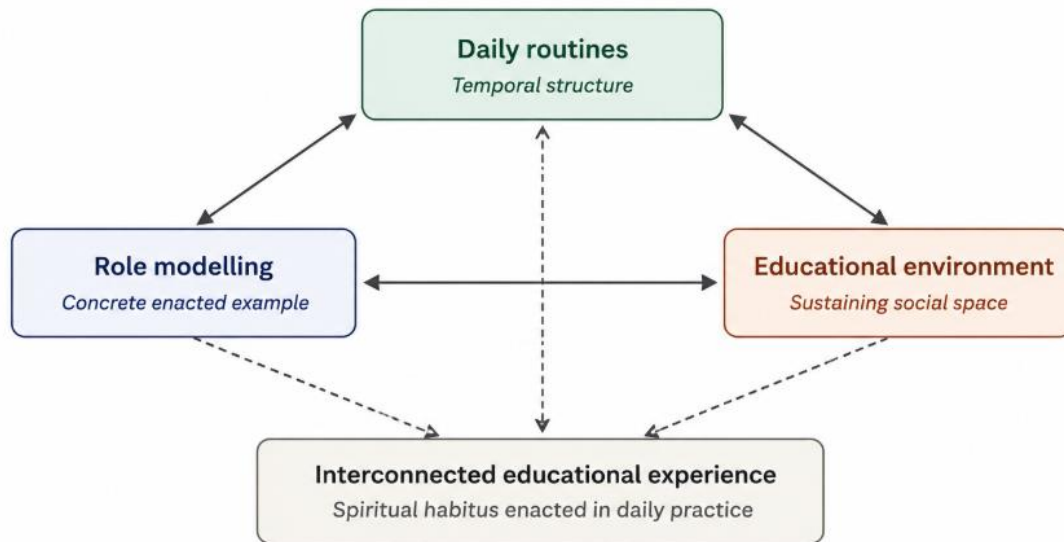 Daily routines
Temporal structure
Role modelling
Concrete enacted example
Educational environment
Sustaining social space
Interconnected educational experience
Spiritual habitus enacted in daily practice